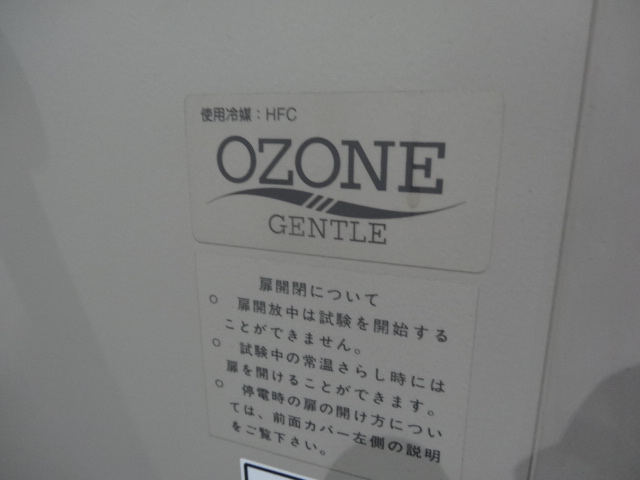 使用冷媒：HFC
OZONE
GENTLE
扉開閉について
○ 扉開放中は試験を開始する
ことができません。
○ 試験中の常温さらし時には
扉を開けることができます。
○ 停電時の扉の開け方につい
ては、前面カバー左側の説明
をご覧下さい。